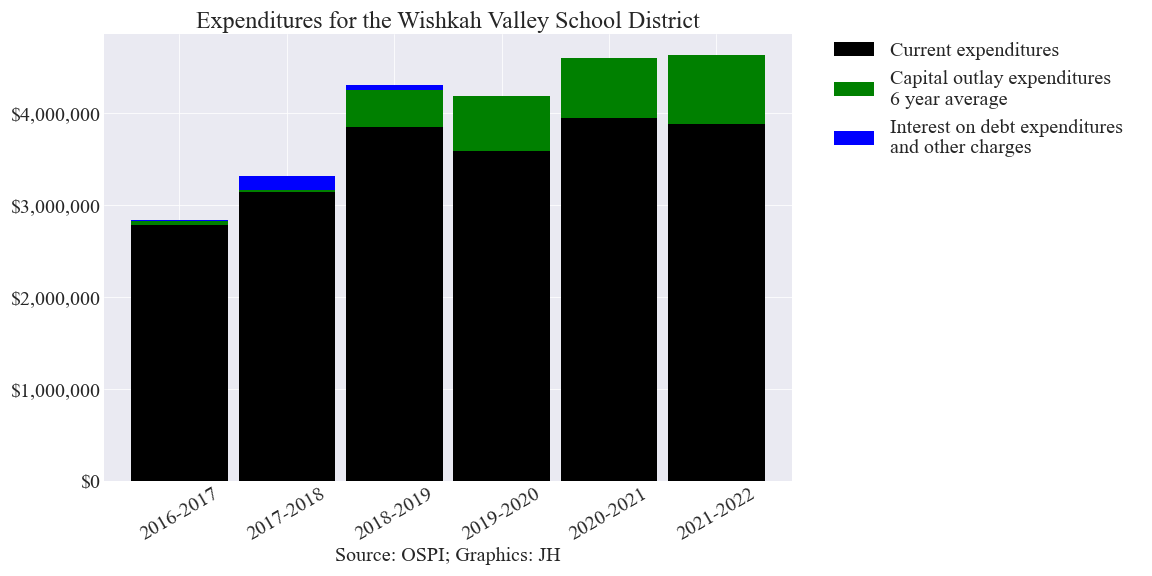 Expenditures for the Wishkah Valley School District
Current expenditures
Capital outlay expenditures
6 year average
Interest on debt expenditures
and other charges
$4,000,000
$3,000,000
$2,000,000
$1,000,000
$0
2016-2017
2017-2018
2018-2019
2019-2020
2020-2021
2021-2022
Source: OSPI; Graphics: JH